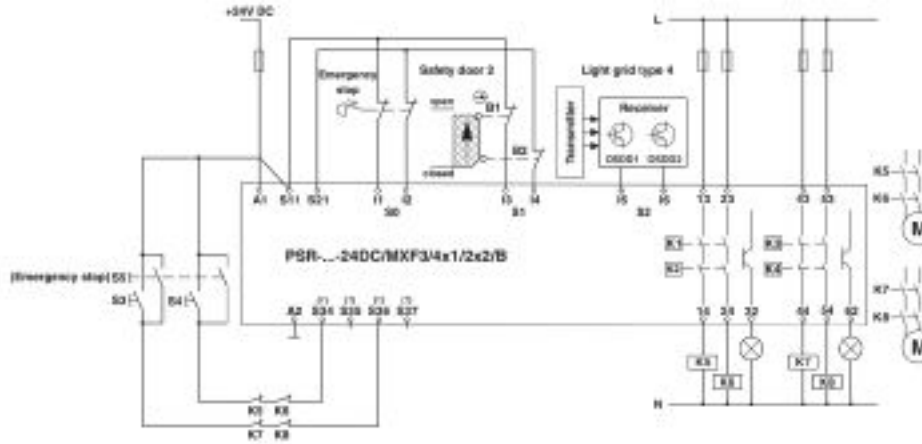 +24V DC
L
Emergency
stop
Safety door 2
Light grid type 4
open
B1
Transmitter
Receiver
OSDD1 OSDD2
B2
closed
K5
K6
M
A1 S11 S21 I1 I2 I3 I4 I5 I6 13 23 43 53
S0 S1 S2
PSR-...-24DC/MXF3/4x1/2x2/B
K1 K3
K2 K4
(Emergency stop) S5
S3 S4
K7
K8
M
A2 S34 S35 S36 S37 14 24 32 44 54 62
K5 K7
K6 K8
K5 K6
N
K7 K8